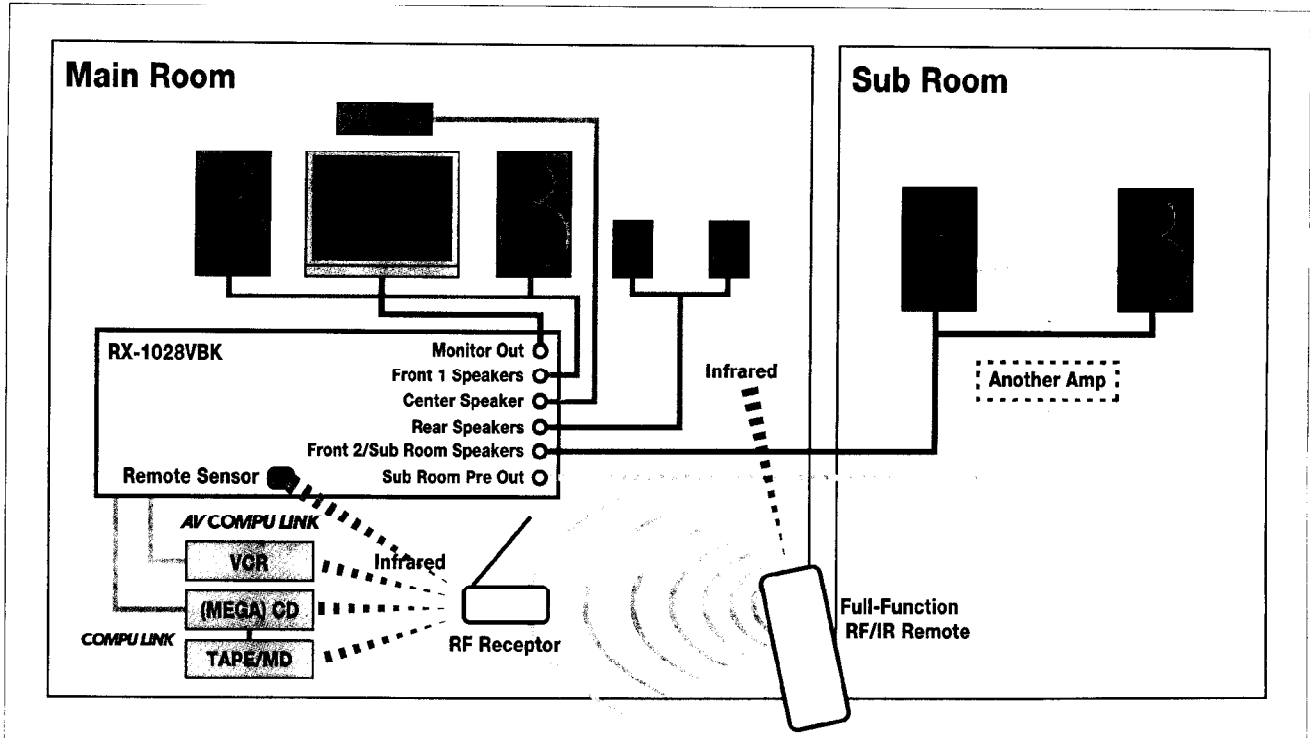 Main Room
Sub Room
RX-1028VBK
Monitor Out
Front 1 Speakers
Center Speaker
Rear Speakers
Front 2/Sub Room Speakers
Sub Room Pre Out
Remote Sensor
Infrared
Another Amp
AV COMPU LINK
VCR
Infrared
(MEGA) CD
COMPU LINK
TAPE/MD
RF Receptor
Full-Function
RF/IR Remote